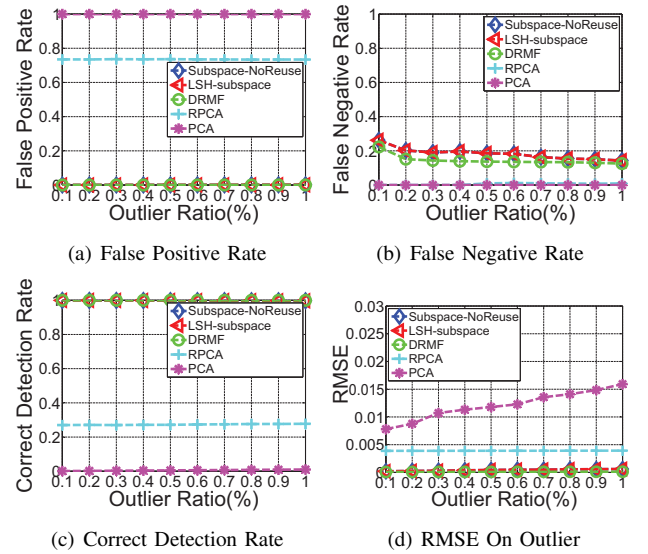 1
0.8
0.6
0.4
0.2
0
False Positive Rate
Subspace-NoReuse
LSH-subspace
DRMF
RPCA
PCA
0.1 0.2 0.3 0.4 0.5 0.6 0.7 0.8 0.9 1
Outlier Ratio(%)
(a) False Positive Rate
1
0.8
0.6
0.4
0.2
0
False Negative Rate
Subspace-NoReuse
LSH-subspace
DRMF
RPCA
PCA
0.1 0.2 0.3 0.4 0.5 0.6 0.7 0.8 0.9 1
Outlier Ratio(%)
(b) False Negative Rate
0.8
0.6
0.4
0.2
0
Correct Detection Rate
Subspace-NoReuse
LSH-subspace
DRMF
RPCA
PCA
0.1 0.2 0.3 0.4 0.5 0.6 0.7 0.8 0.9 1
Outlier Ratio(%)
(c) Correct Detection Rate
0.03
0.025
0.02
0.015
0.01
0.005
0
RMSE
Subspace-NoReuse
LSH-subspace
DRMF
RPCA
PCA
0.1 0.2 0.3 0.4 0.5 0.6 0.7 0.8 0.9 1
Outlier Ratio(%)
(d) RMSE On Outlier